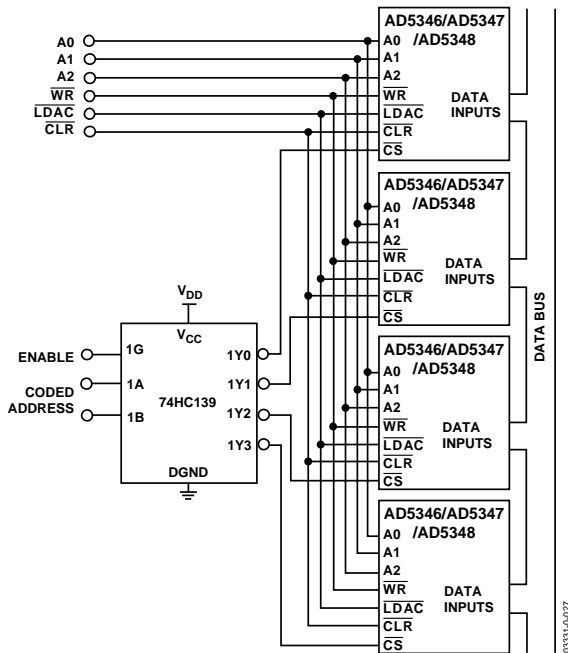 A0
A1
A2
WR
LDAC
CLR
AD5346/AD5347
/AD5348
A0
A1
A2
WR
LDAC
CLR
CS
DATA
INPUTS
AD5346/AD5347
/AD5348
A0
A1
A2
WR
LDAC
CLR
CS
DATA
INPUTS
VDD
VCC
ENABLE
CODED
ADDRESS
1G
1A
1B
74HC139
1Y0
1Y1
1Y2
1Y3
DGND
AD5346/AD5347
/AD5348
A0
A1
A2
WR
LDAC
CLR
CS
DATA
INPUTS
AD5346/AD5347
/AD5348
A0
A1
A2
WR
LDAC
CLR
CS
DATA
INPUTS
DATA BUS
03331-0-027